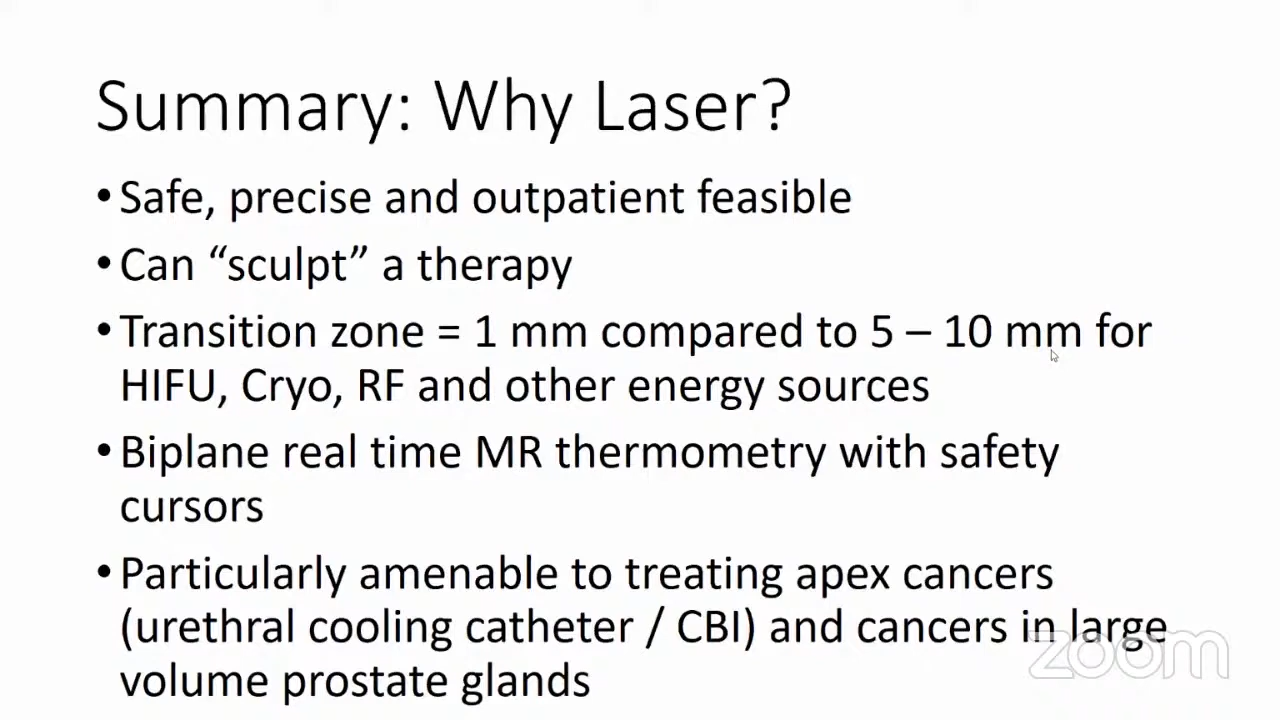 Summary: Why Laser?
• Safe, precise and outpatient feasible
• Can “sculpt” a therapy
• Transition zone = 1 mm compared to 5 – 10 mm for
HIFU, Cryo, RF and other energy sources
• Biplane real time MR thermometry with safety
cursors
• Particularly amenable to treating apex cancers
(urethral cooling catheter / CBI) and cancers in large
volume prostate glands
zoom